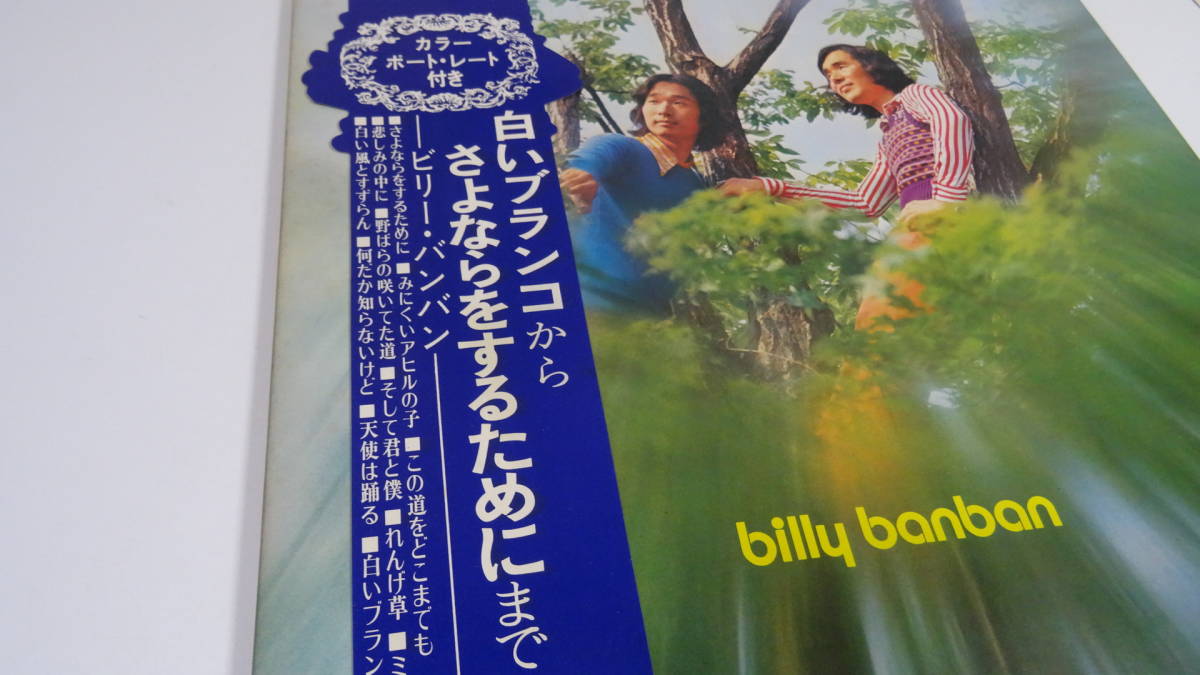 カラー
ポート・レート
付き
白いブランコから
さよならをするためにまで
―ビリー・バンバン―
■さよならをするために ■みにくいアヒルの子 ■この道をどこまでも
■悲しみの中に ■野ばらの咲いてた道 ■そして君と僕 ■れんげ草 ■ミ
■白い風とすずらん ■何だか知らないけど ■天使は踊る ■白いブラン
billy banban